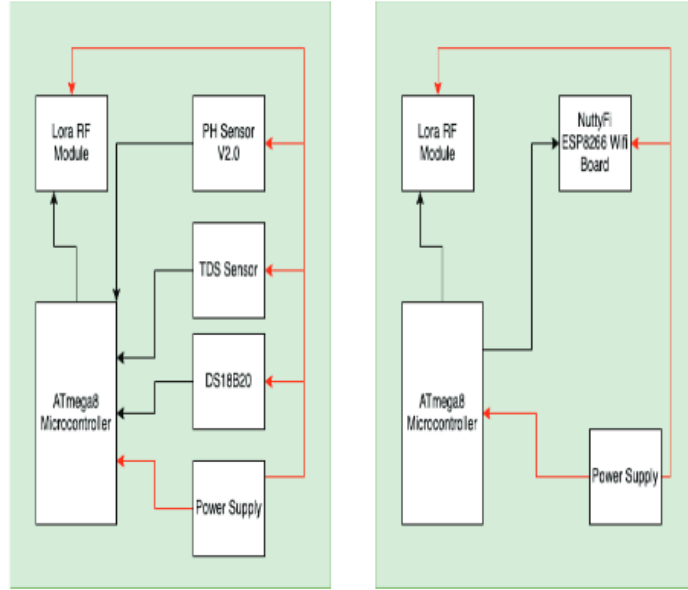 Lora RF
Module
PH Sensor
V2.0
TDS Sensor
DS18B20
ATmega8
Microcontroller
Power Supply
Lora RF
Module
NuttyFi
ESP8266 Wifi
Board
ATmega8
Microcontroller
Power Supply